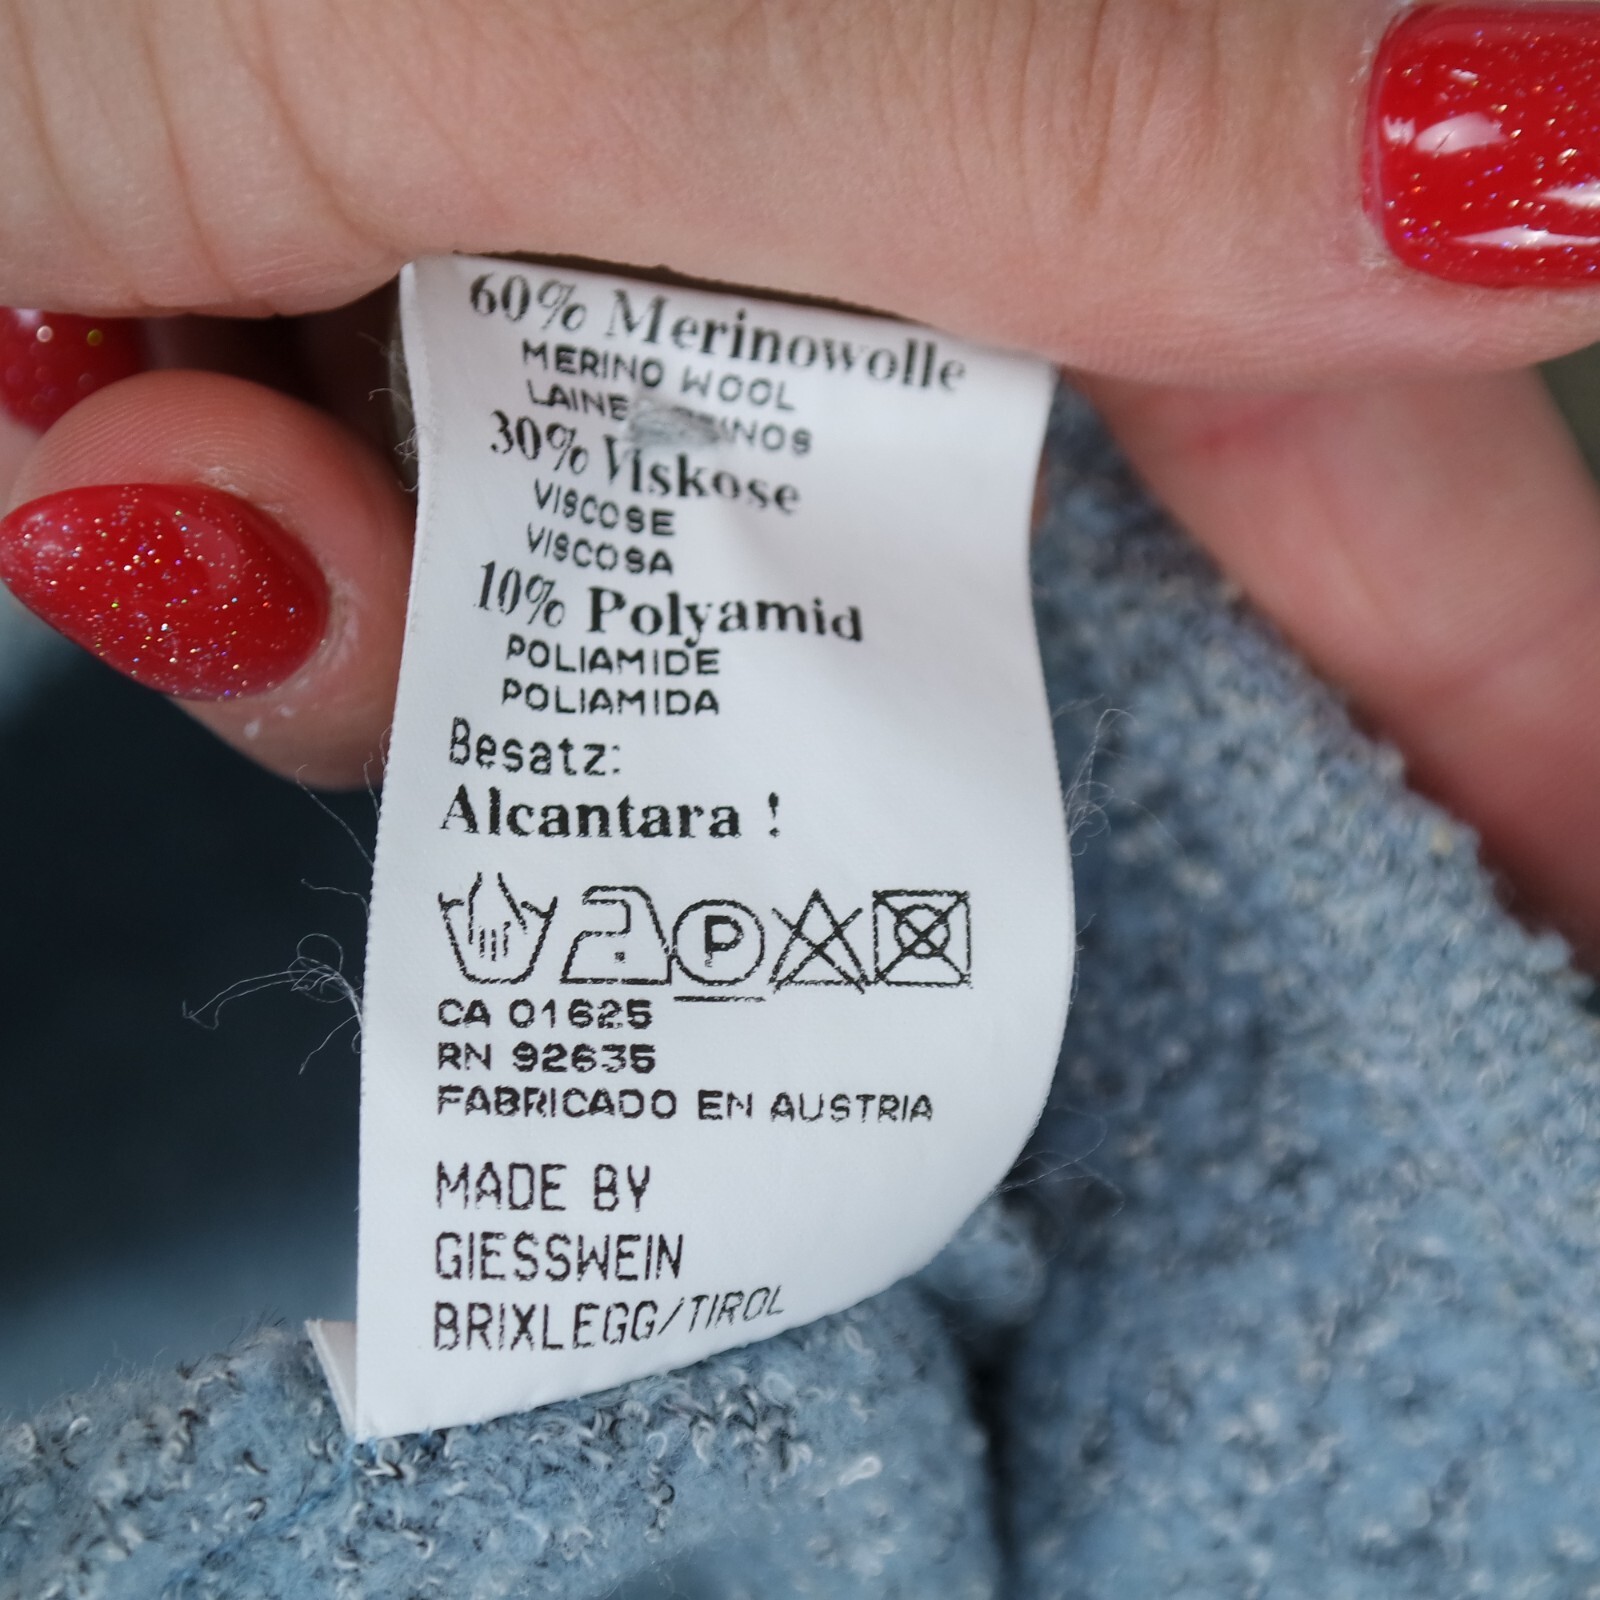 60% Merinowolle
MERINO WOOL
LAINE
30% Viskose
VISCOSE
VISCOSA
10% Polyamid
POLIAMIDE
POLIAMIDA
Besatz:
Alcantara !
P
CA 01625
RN 92635
FABRICADO EN AUSTRIA
MADE BY
GIESSWEIN
BRIXLEGG/TIROL